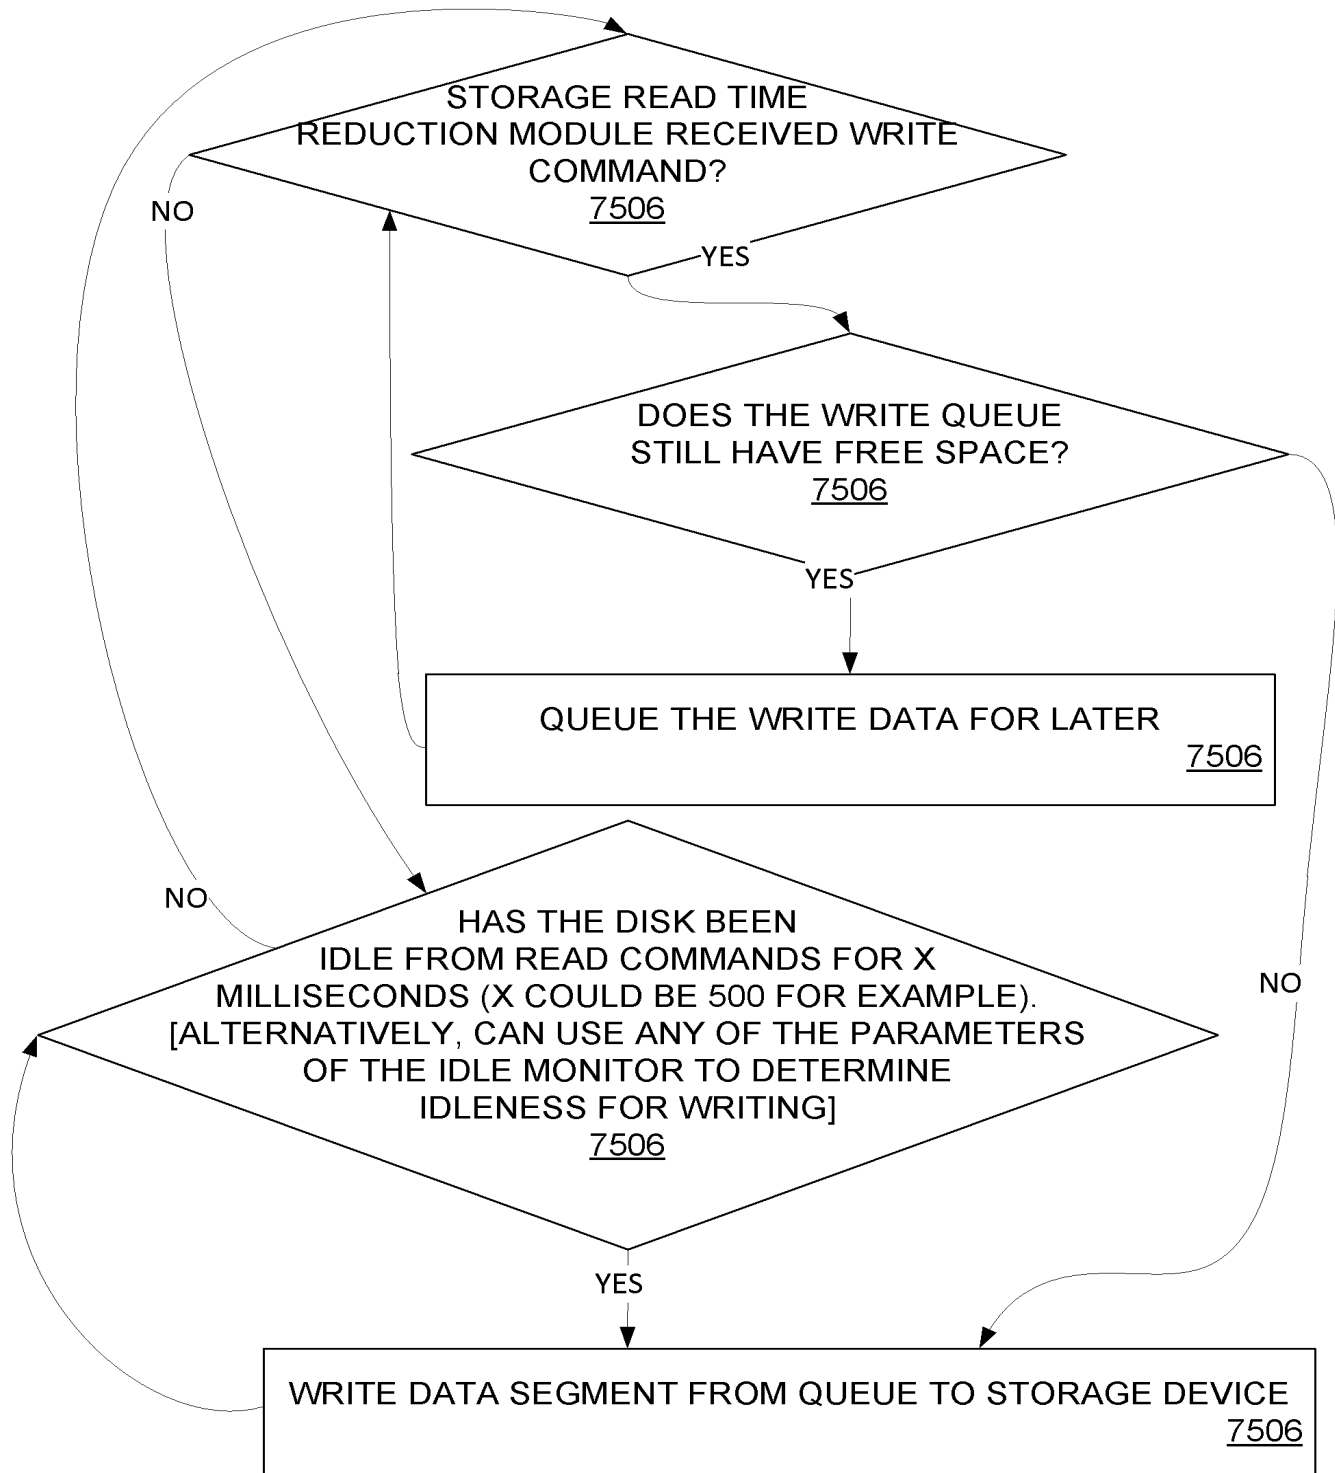 STORAGE READ TIME
REDUCTION MODULE RECEIVED WRITE
COMMAND?
7506
NO
YES
DOES THE WRITE QUEUE
STILL HAVE FREE SPACE?
7506
YES
QUEUE THE WRITE DATA FOR LATER
7506
NO
HAS THE DISK BEEN
IDLE FROM READ COMMANDS FOR X
MILLISECONDS (X COULD BE 500 FOR EXAMPLE).
[ALTERNATIVELY, CAN USE ANY OF THE PARAMETERS
OF THE IDLE MONITOR TO DETERMINE
IDLENESS FOR WRITING]
7506
NO
YES
WRITE DATA SEGMENT FROM QUEUE TO STORAGE DEVICE
7506